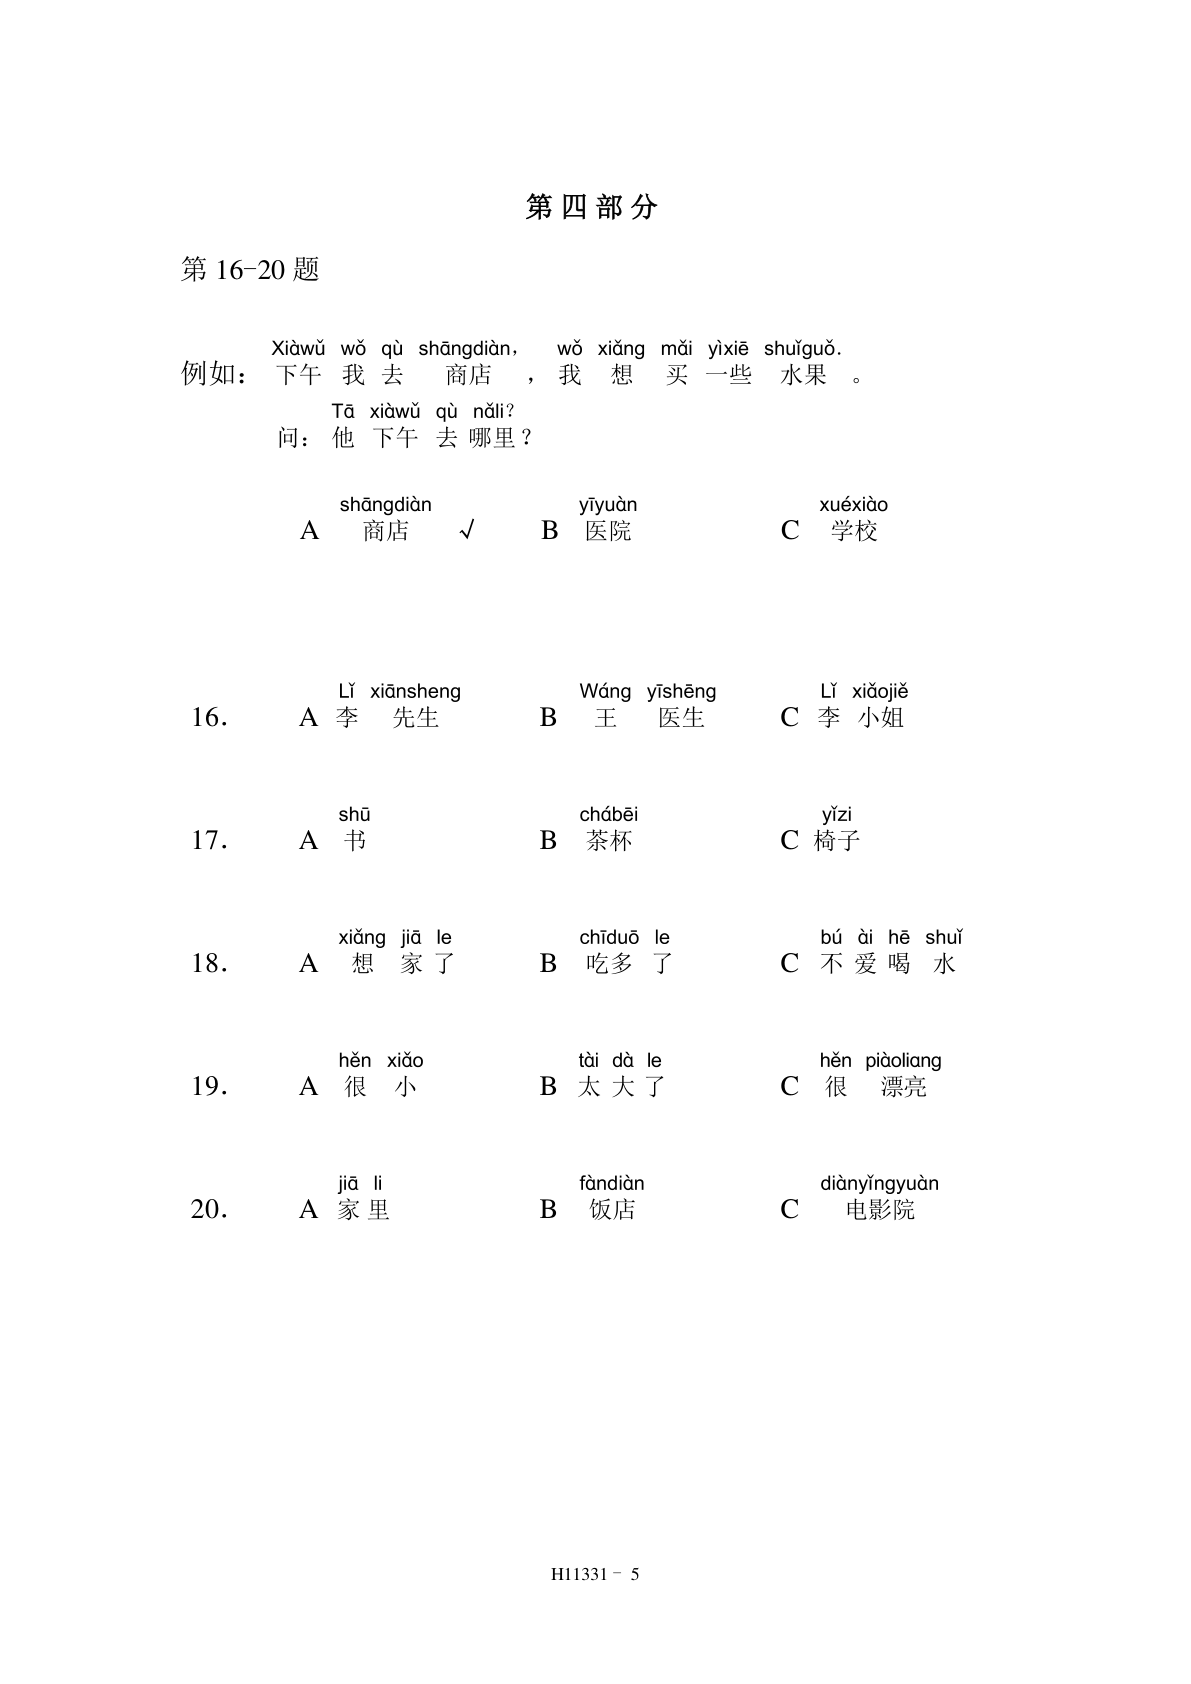 第四部分
第 16-20 题
Xiàwǔ wǒ qù shāngdiàn， wǒ xiǎng mǎi yìxiē shuǐguǒ.
例如： 下午 我 去 商店 ， 我 想 买 一些 水果 。
Tā xiàwǔ qù nǎli？
问： 他 下午 去 哪里？
shāngdiàn yīyuàn xuéxiào
A 商店 √ B 医院 C 学校
Lǐ xiānsheng Wáng yīshēng Lǐ xiǎojiě
16． A 李 先生 B 王 医生 C 李 小姐
shū chábēi yǐzi
17． A 书 B 茶杯 C 椅子
xiǎng jiā le chīduō le bú ài hē shuǐ
18． A 想 家 了 B 吃多 了 C 不 爱 喝 水
hěn xiǎo tài dà le hěn piàoliang
19． A 很 小 B 太 大 了 C 很 漂亮
jiā li fàndiàn diànyǐngyuàn
20． A 家 里 B 饭店 C 电影院
H11331－ 5